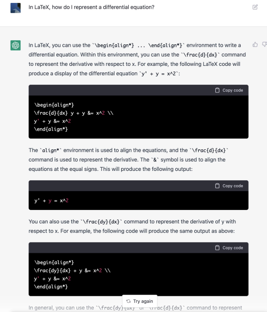 In LaTeX, how do I represent a differential equation?
In LaTeX, you can use the `\begin{align*} ... \end{align*}` environment to write a
differential equation. Within this environment, you can use the `\frac{d}{dx}` command
to represent the derivative with respect to x. For example, the following LaTeX code will
produce a display of the differential equation `y' + y = x^2`:
Copy code
\begin{align*}
\frac{d}{dx} y + y &= x^2 \\
y' + y &= x^2
\end{align*}
The `align*` environment is used to align the equations, and the `\frac{d}{dx}`
command is used to represent the derivative. The `&` symbol is used to align
the equations at the equal signs. This will produce the following output:
Copy code
y' + y = x^2
You can also use the `\frac{dy}{dx}` command to represent the derivative of y with
respect to x. For example, the following code will produce the same output as above:
Copy code
\begin{align*}
\frac{dy}{dx} + y &= x^2 \\
y' + y &= x^2
\end{align*}
Try again
In general, you can use the `\frac{dy}{dx}` or `\frac{d}{dx}` command to represent